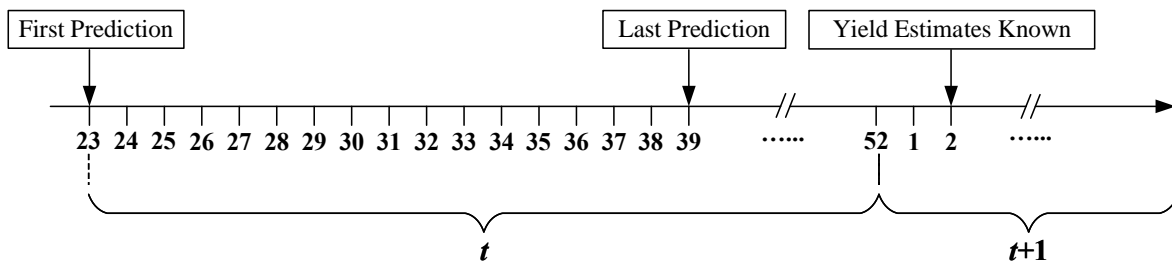 First Prediction Last Prediction Yield Estimates Known
23 24 25 26 27 28 29 30 31 32 33 34 35 36 37 38 39 ...... 52 1 2 ......
t t+1